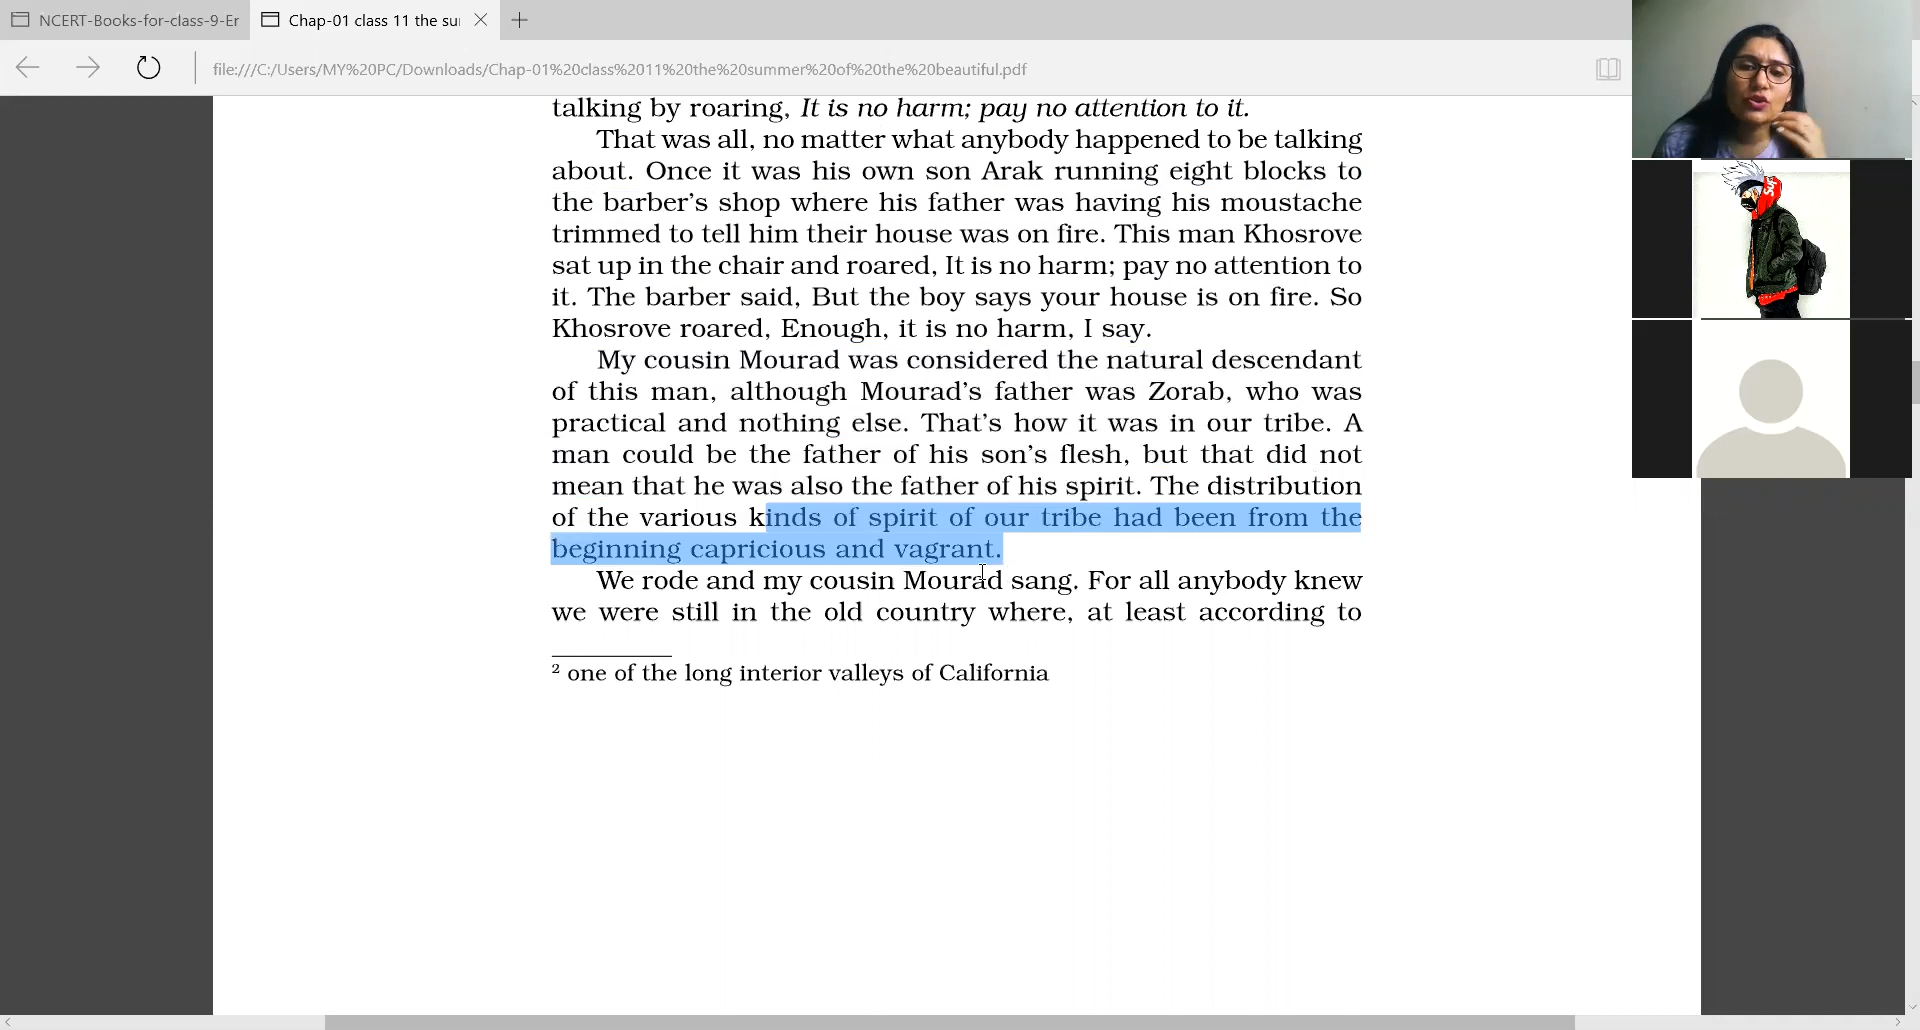 NCERT-Books-for-class-9-Er
Chap-01 class 11 the su
file:///C:/Users/MY%20PC/Downloads/Chap-01%20class%2011%20the%20summer%20of%20the%20beautiful.pdf
talking by roaring, It is no harm; pay no attention to it.
That was all, no matter what anybody happened to be talking
about. Once it was his own son Arak running eight blocks to
the barber's shop where his father was having his moustache
trimmed to tell him their house was on fire. This man Khosrove
sat up in the chair and roared, It is no harm; pay no attention to
it. The barber said, But the boy says your house is on fire. So
Khosrove roared, Enough, it is no harm, I say.
My cousin Mourad was considered the natural descendant
of this man, although Mourad's father was Zorab, who was
practical and nothing else. That's how it was in our tribe. A
man could be the father of his son's flesh, but that did not
mean that he was also the father of his spirit. The distribution
of the various kinds of spirit of our tribe had been from the
beginning capricious and vagrant.
We rode and my cousin Mourad sang. For all anybody knew
we were still in the old country where, at least according to
2 one of the long interior valleys of California